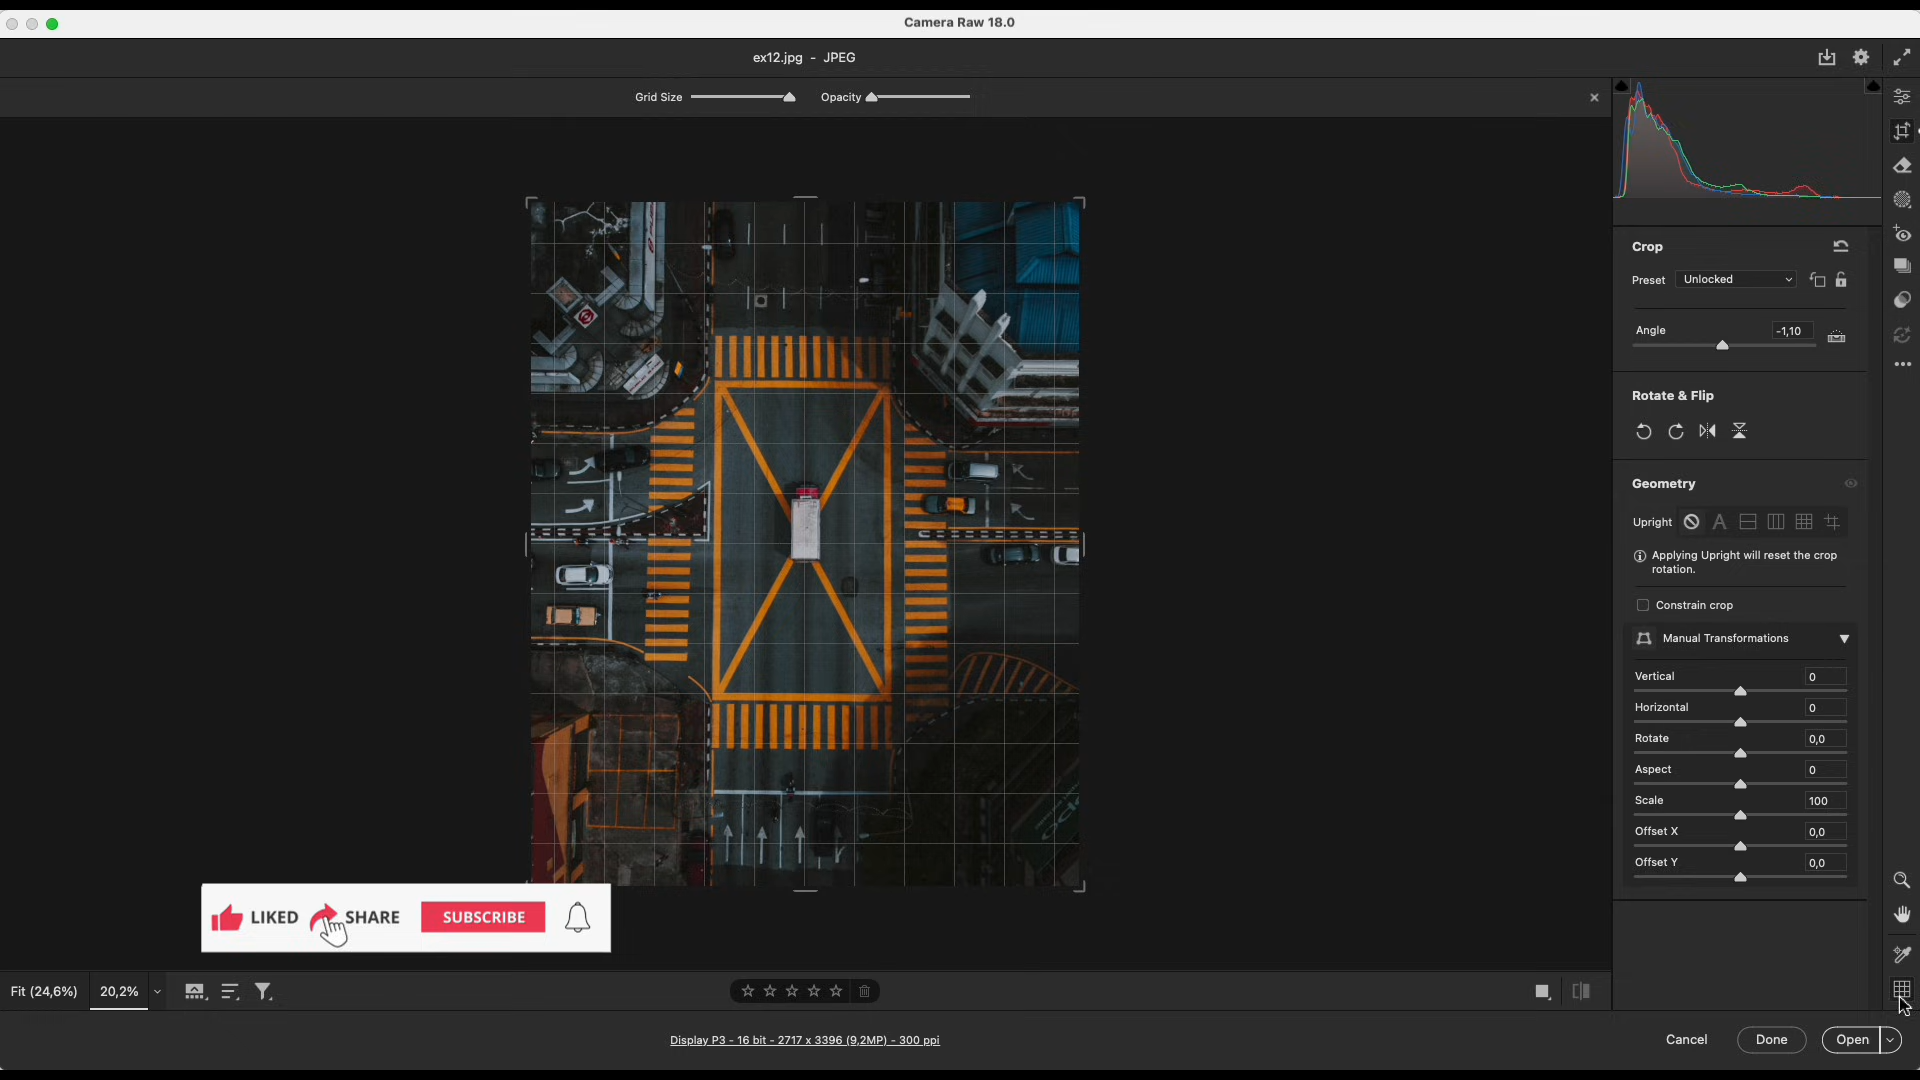 Camera Raw 18.0
ex12.jpg - JPEG
Grid Size
Opacity
Crop
Preset Unlocked
Angle -1,10
Rotate & Flip
Geometry
Upright A
Applying Upright will reset the crop
rotation.
Constrain crop
Manual Transformations
Vertical 0
Horizontal 0
Rotate 0,0
Aspect 0
Scale 100
Offset X 0,0
Offset Y 0,0
LIKED SHARE SUBSCRIBE
Fit (24,6%) 20,2%
Display P3 - 16 bit - 2717 x 3396 (9,2MP) - 300 ppi
Cancel Done Open